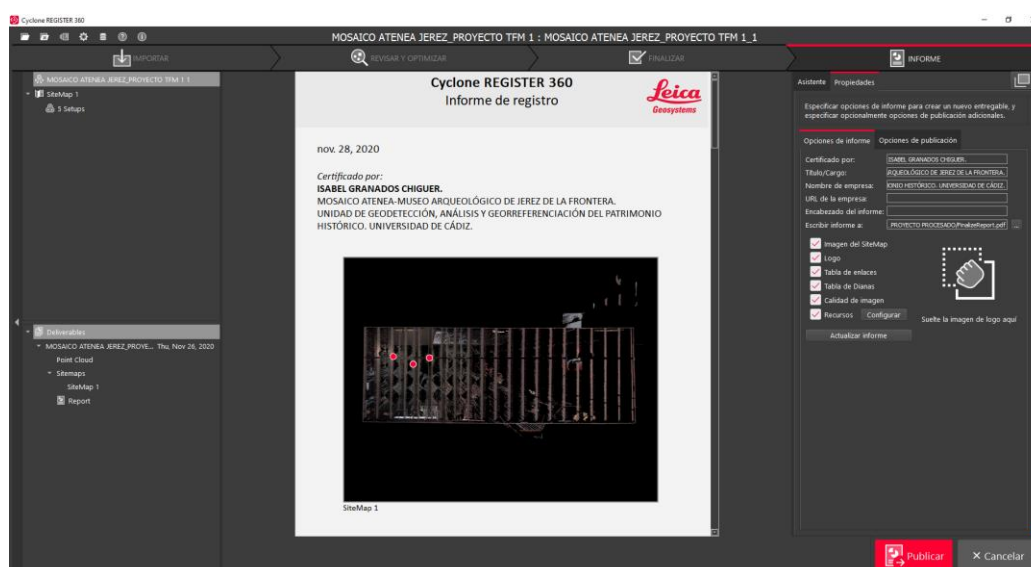 Cyclone REGISTER 360
MOSAICO ATENEA JEREZ_PROYECTO TFM 1 : MOSAICO ATENEA JEREZ_PROYECTO TFM 1_1
IMPORTAR
REVISAR Y OPTIMIZAR
FINALIZAR
INFORME
MOSAICO ATENEA JEREZ_PROYECTO TFM 1 1
SiteMap 1
5 Setups
Deliverables
MOSAICO ATENEA JEREZ_PROYE... Thu, Nov 26, 2020
Point Cloud
Sitemaps
SiteMap 1
Report
Cyclone REGISTER 360
Informe de registro
Leica
Geosystems
nov. 28, 2020
Certificado por:
ISABEL GRANADOS CHIGUER.
MOSAICO ATENEA-MUSEO ARQUEOLÓGICO DE JEREZ DE LA FRONTERA.
UNIDAD DE GEODETECCIÓN, ANÁLISIS Y GEORREFERENCIACIÓN DEL PATRIMONIO
HISTÓRICO. UNIVERSIDAD DE CÁDIZ.
SiteMap 1
Asistente Propiedades
Especificar opciones de informe para crear un nuevo entregable, y
especificar opcionalmente opciones de publicación adicionales.
Opciones de informe Opciones de publicación
Certificado por: ISABEL GRANADOS CHIGUER.
Título/Cargo: RQUEOLÓGICO DE JEREZ DE LA FRONTERA.
Nombre de empresa: ONIO HISTÓRICO. UNIVERSIDAD DE CÁDIZ.
URL de la empresa:
Encabezado del informe:
Escribir informe a: PROYECTO PROCESADO/FinalizeReport.pdf ...
Imagen del SiteMap
Logo
Tabla de enlaces
Tabla de Dianas
Calidad de imagen
Recursos Configurar
Suelte la imagen de logo aquí
Actualizar informe
Publicar
Cancelar